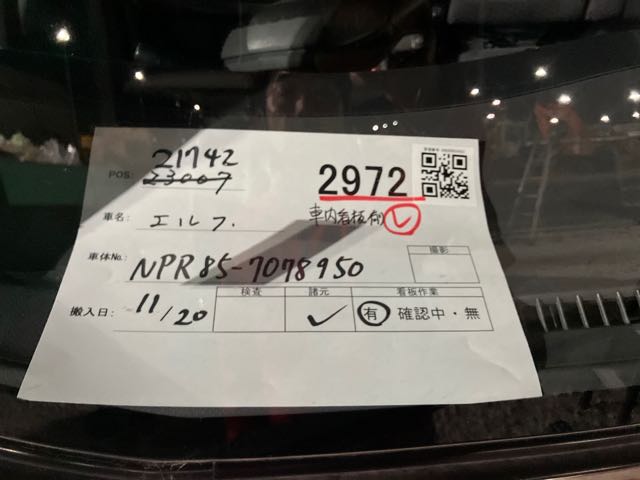 21742
POS: 23007
2972
車名: エルフ.
車内看板有) レ
車体No.: NPR85-7078950
撮影
搬入日: 11/20
検査 諸元 看板作業
✓ 有 確認中・無